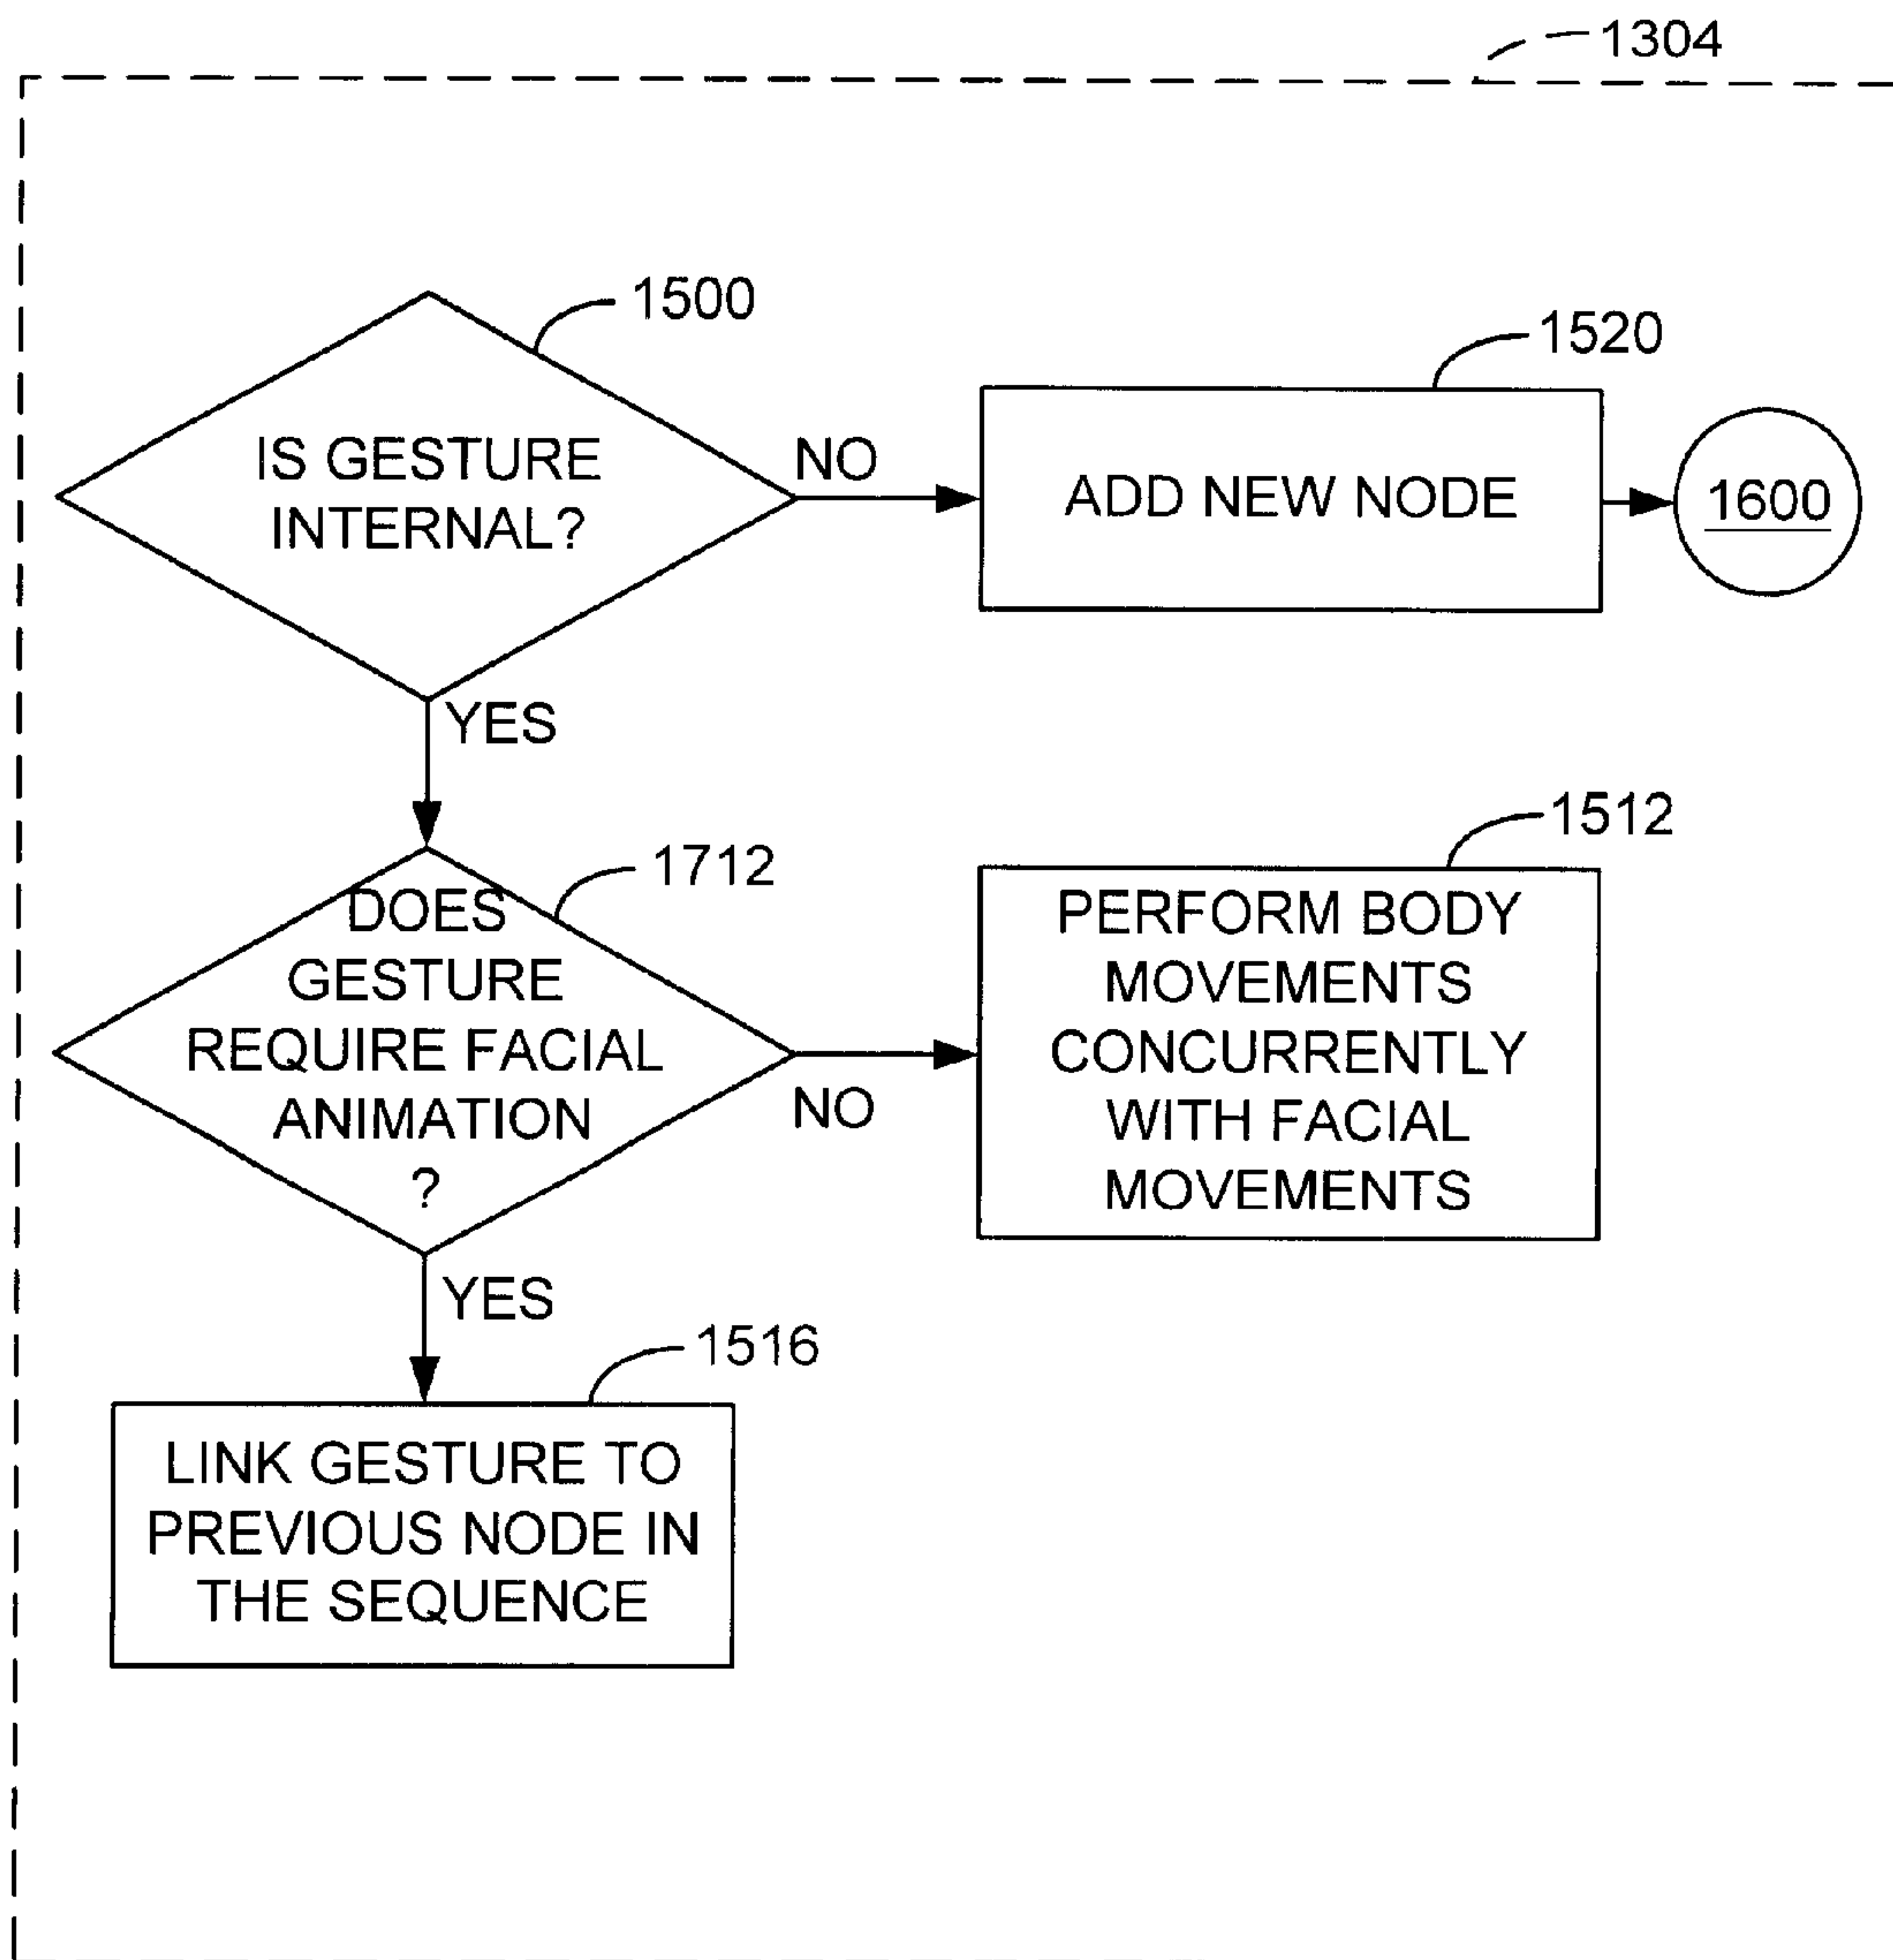 1304
1500
IS GESTURE
INTERNAL?
NO
1520
ADD NEW NODE
1600
YES
1712
DOES
GESTURE
REQUIRE FACIAL
ANIMATION
?
NO
1512
PERFORM BODY
MOVEMENTS
CONCURRENTLY
WITH FACIAL
MOVEMENTS
YES
1516
LINK GESTURE TO
PREVIOUS NODE IN
THE SEQUENCE